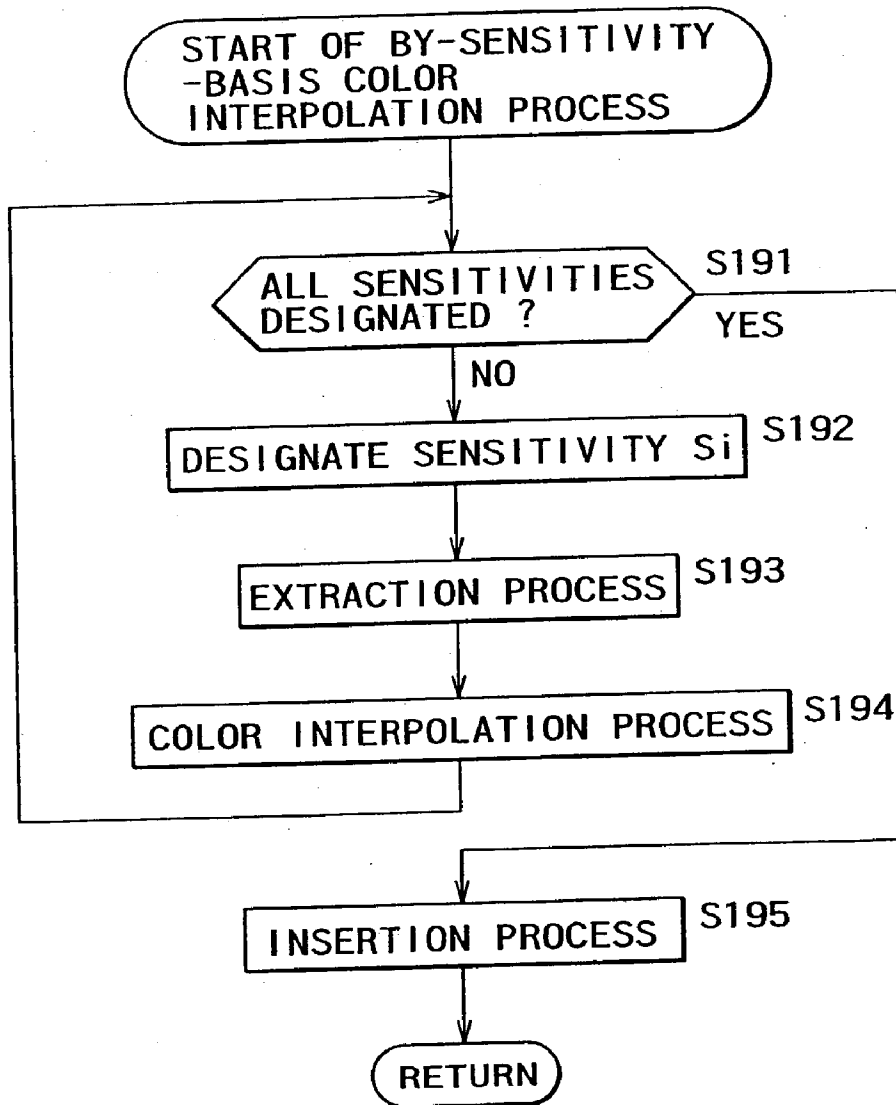 START OF BY-SENSITIVITY
-BASIS COLOR
INTERPOLATION PROCESS
ALL SENSITIVITIES
DESIGNATED ?
S191
YES
NO
DESIGNATE SENSITIVITY Si
S192
EXTRACTION PROCESS
S193
COLOR INTERPOLATION PROCESS
S194
INSERTION PROCESS
S195
RETURN